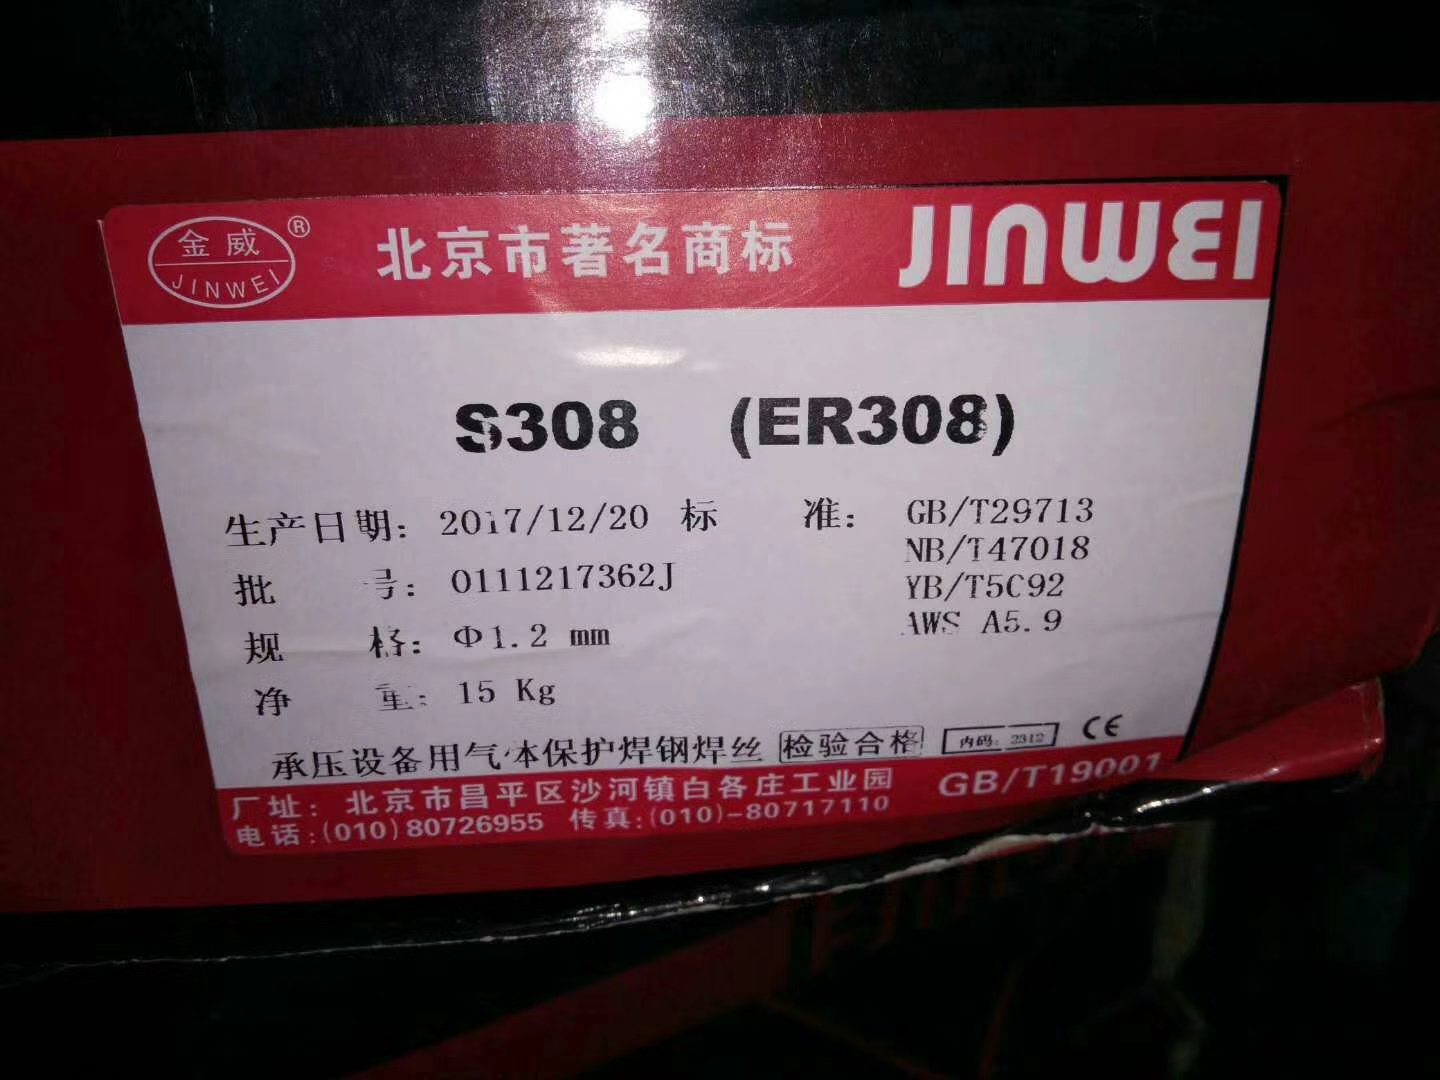 金威®
JINWEI
北京市著名商标
JINWEI
S308 (ER308)
生产日期: 2017/12/20
批 号: 0111217362J
规 格: Φ1.2 mm
净 重: 15 Kg
标 准: GB/T29713
NB/T47018
YB/T5C92
AWS A5.9
承压设备用气体保护焊钢焊丝 检验合格 内码: 2312 CE
厂址: 北京市昌平区沙河镇白各庄工业园
电话:(010)80726955 传真:(010)-80717110
GB/T19001